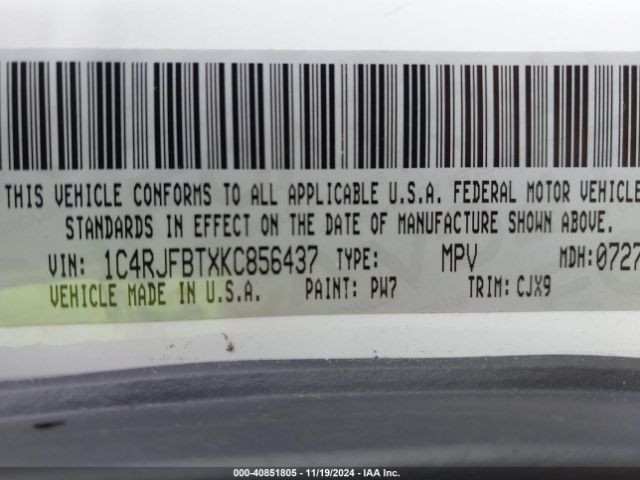 THIS VEHICLE CONFORMS TO ALL APPLICABLE U.S.A. FEDERAL MOTOR VEHICLE
STANDARDS IN EFFECT ON THE DATE OF MANUFACTURE SHOWN ABOVE.
VIN: 1C4RJFBTXKC856437 TYPE: MPV MDH:0727
VEHICLE MADE IN U.S.A. PAINT: PW7 TRIM: CJX9
000-40851805 - 11/19/2024 - IAA Inc.